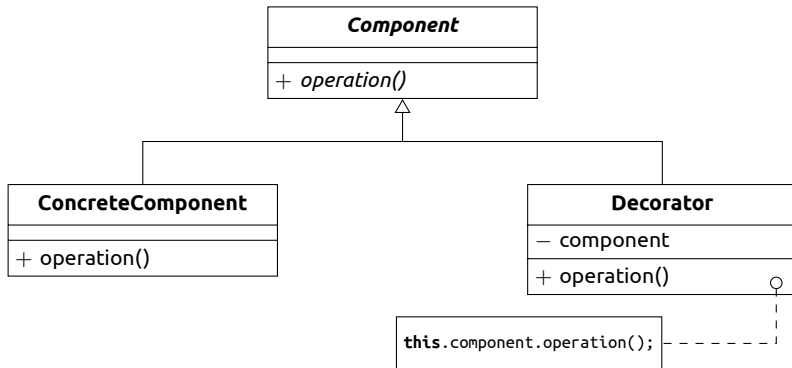 Component
+ operation()
ConcreteComponent
+ operation()
Decorator
− component
+ operation()
this.component.operation();